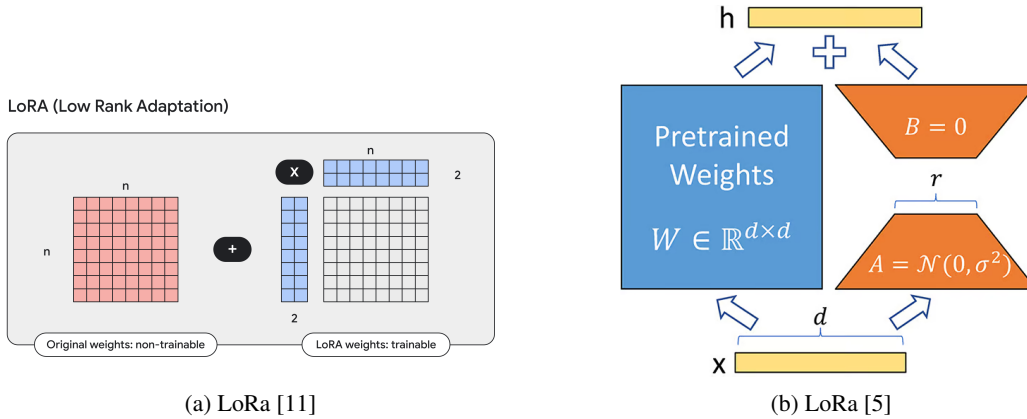 LoRA (Low Rank Adaptation)
n
n
+
X
n
2
2
Original weights: non-trainable
LoRA weights: trainable
(a) LoRa [11]
h
Pretrained
Weights
W ∈ ℝ^{d×d}
B = 0
r
A = 𝒩(0, σ²)
d
x
(b) LoRa [5]